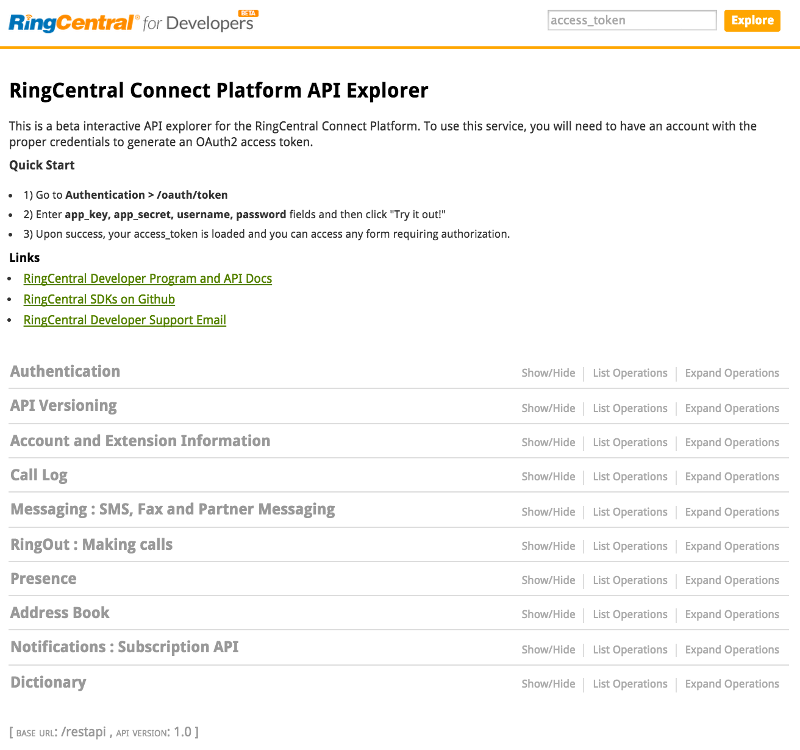 RingCentral® for Developers BETA
access_token
Explore
RingCentral Connect Platform API Explorer
This is a beta interactive API explorer for the RingCentral Connect Platform. To use this service, you will need to have an account with the
proper credentials to generate an OAuth2 access token.
Quick Start
• 1) Go to Authentication > /oauth/token
• 2) Enter app_key, app_secret, username, password fields and then click "Try it out!"
• 3) Upon success, your access_token is loaded and you can access any form requiring authorization.
Links
• RingCentral Developer Program and API Docs
• RingCentral SDKs on Github
• RingCentral Developer Support Email
Authentication Show/Hide | List Operations | Expand Operations
API Versioning Show/Hide | List Operations | Expand Operations
Account and Extension Information Show/Hide | List Operations | Expand Operations
Call Log Show/Hide | List Operations | Expand Operations
Messaging : SMS, Fax and Partner Messaging Show/Hide | List Operations | Expand Operations
RingOut : Making calls Show/Hide | List Operations | Expand Operations
Presence Show/Hide | List Operations | Expand Operations
Address Book Show/Hide | List Operations | Expand Operations
Notifications : Subscription API Show/Hide | List Operations | Expand Operations
Dictionary Show/Hide | List Operations | Expand Operations
[ BASE URL: /restapi , API VERSION: 1.0 ]